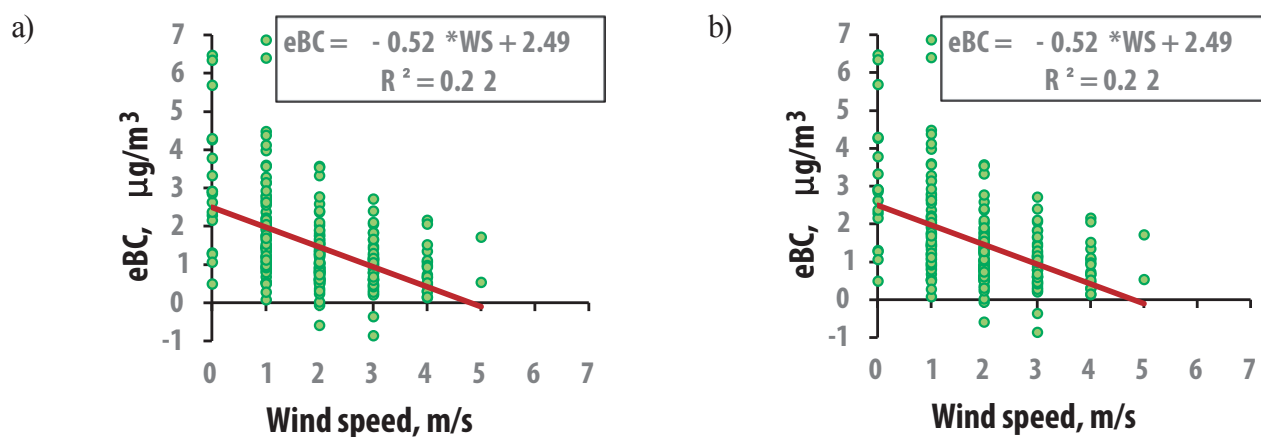 a)
eBC = - 0.52 *WS + 2.49
R ² = 0.2 2
7
6
5
4
3
2
1
0
-1
eBC, µg/m³
0 1 2 3 4 5 6 7
Wind speed, m/s
b)
eBC = - 0.52 *WS + 2.49
R ² = 0.2 2
7
6
5
4
3
2
1
0
-1
eBC, µg/m³
0 1 2 3 4 5 6 7
Wind speed, m/s